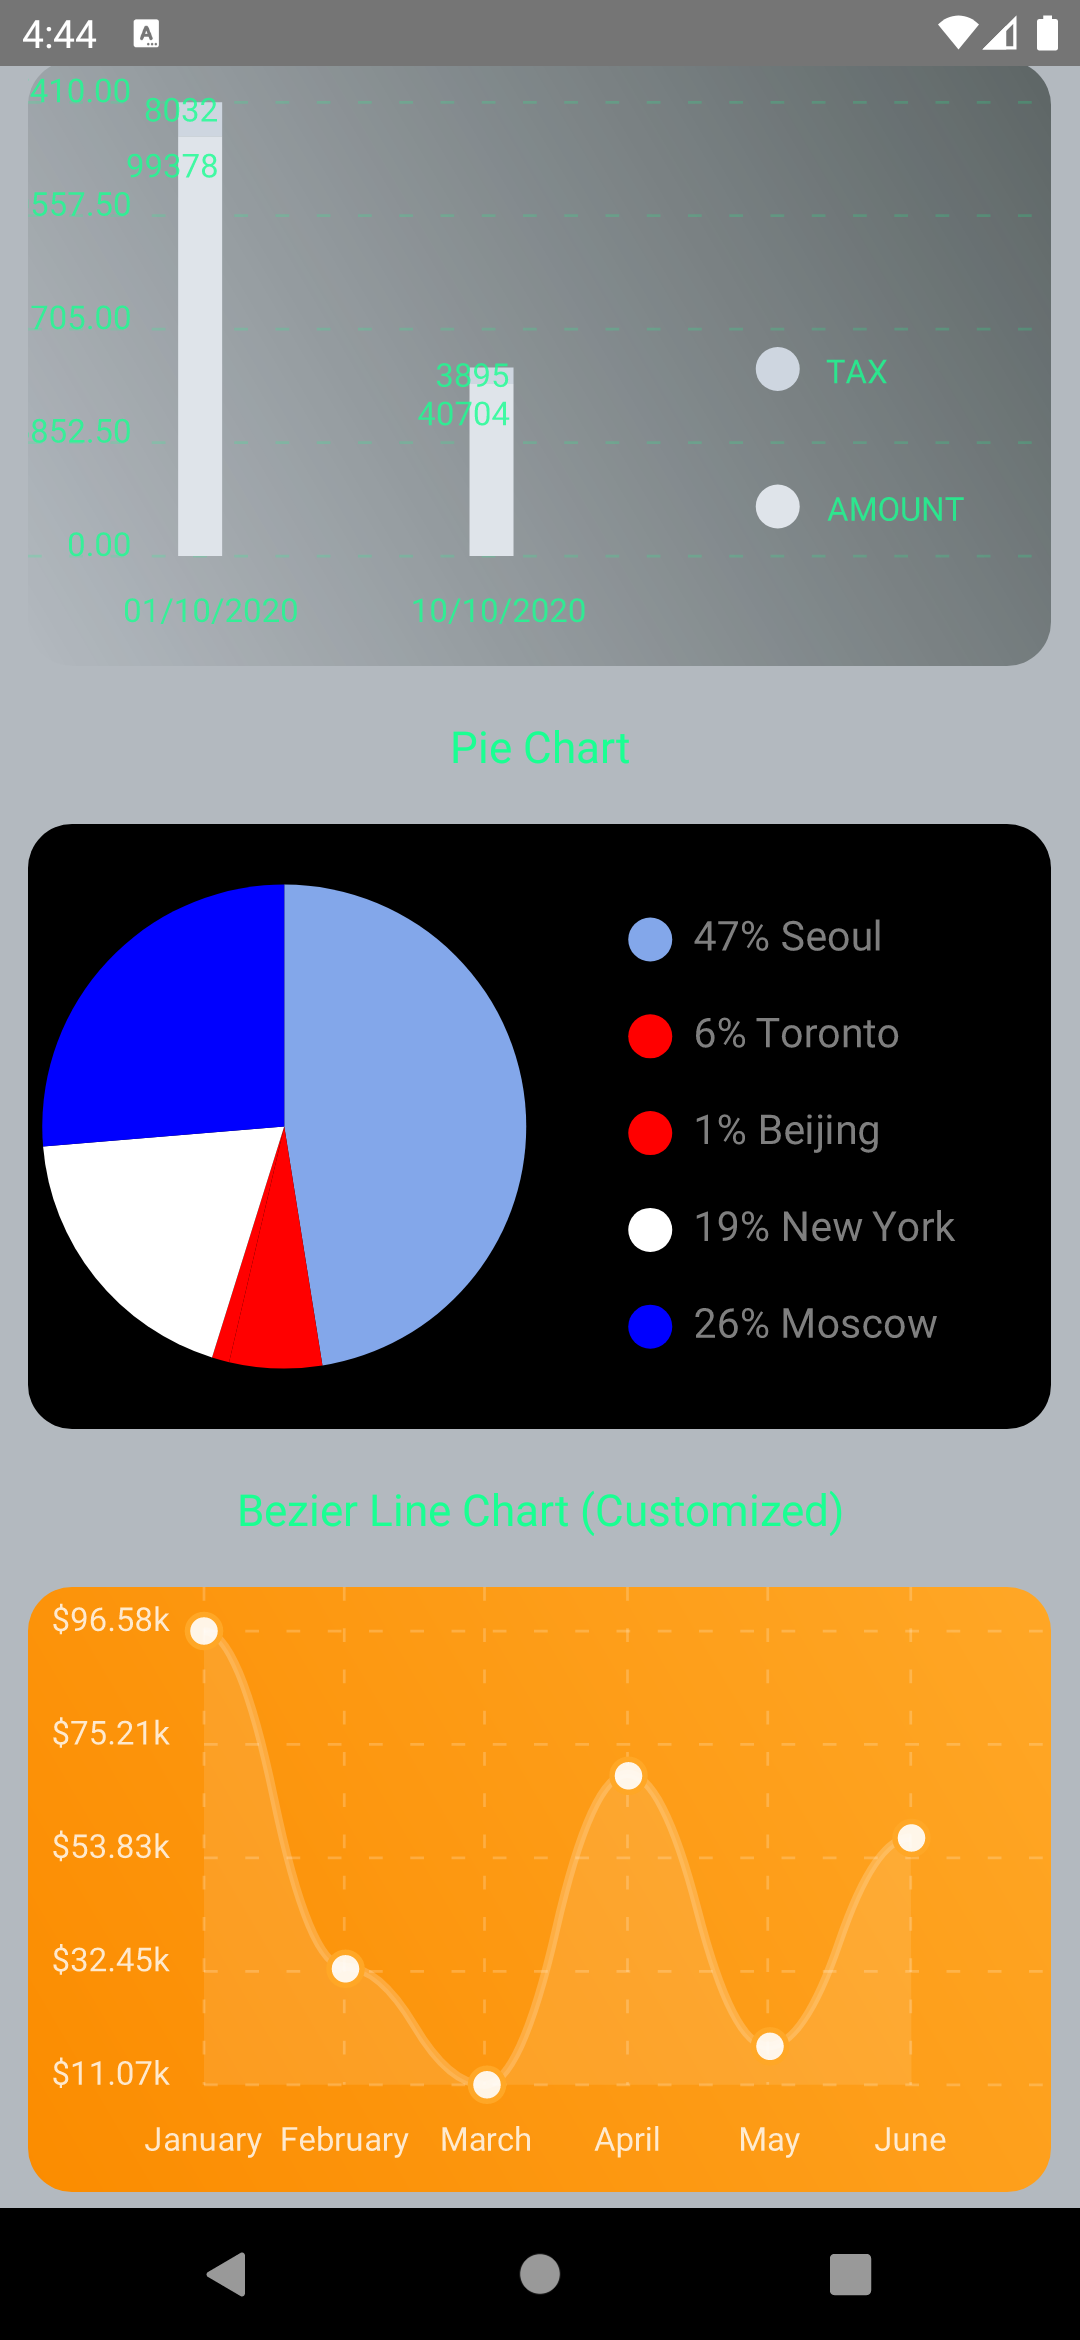 4:44
410.00
8032
99378
557.50
705.00
TAX
3895
40704
852.50
AMOUNT
0.00
01/10/2020 10/10/2020
Pie Chart
47% Seoul
6% Toronto
1% Beijing
19% New York
26% Moscow
Bezier Line Chart (Customized)
$96.58k
$75.21k
$53.83k
$32.45k
$11.07k
January February March April May June